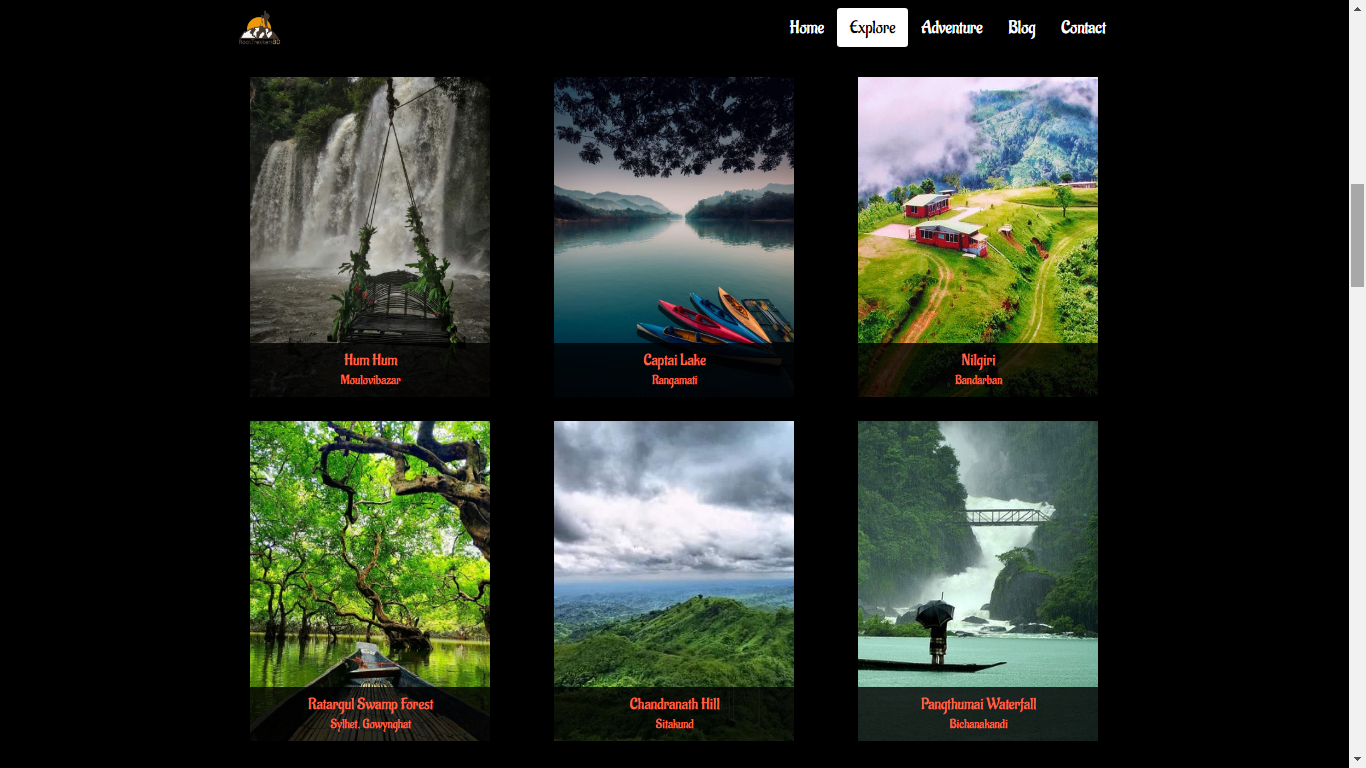 Home Explore Adventure Blog Contact
Hum Hum
Moulovibazar
Captai Lake
Rangamati
Nilgiri
Bandarban
Ratargul Swamp Forest
Sylhet, Gowynghat
Chandranath Hill
Sitakund
Pangthumai Waterfall
Bichanakandi